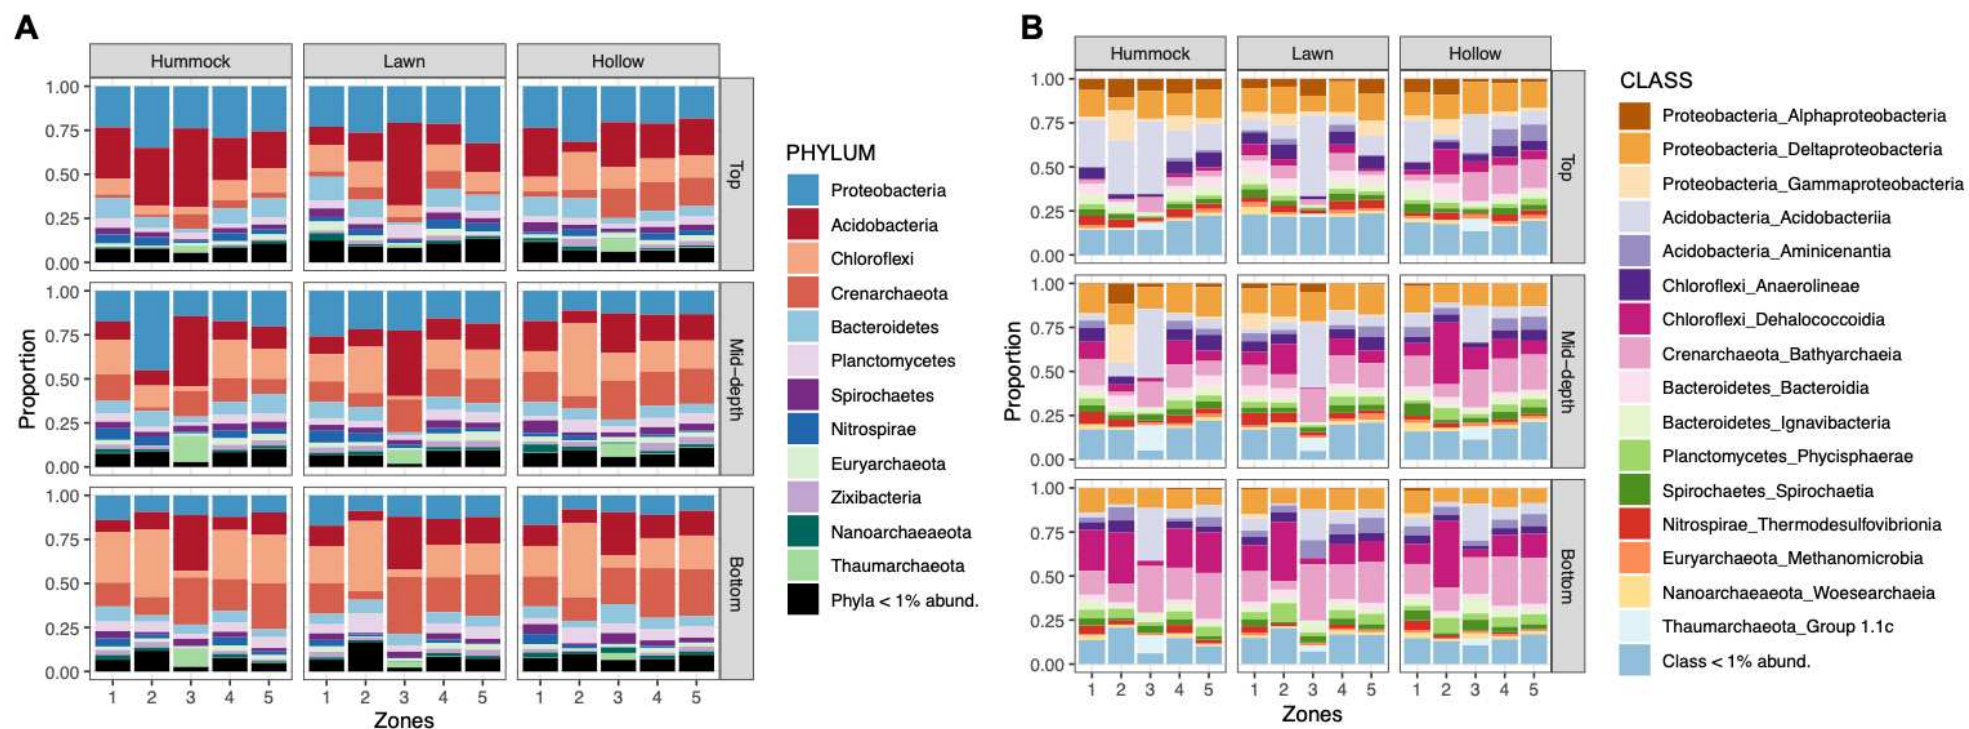 A
Hummock
Lawn
Hollow
1.00
0.75
0.50
0.25
0.00
Top
1.00
0.75
0.50
0.25
0.00
Mid-depth
1.00
0.75
0.50
0.25
0.00
Bottom
Proportion
1 2 3 4 5
1 2 3 4 5
1 2 3 4 5
Zones
PHYLUM
Proteobacteria
Acidobacteria
Chloroflexi
Crenarchaeota
Bacteroidetes
Planctomycetes
Spirochaetes
Nitrospirae
Euryarchaeota
Zixibacteria
Nanoarchaeaeota
Thaumarchaeota
Phyla < 1% abund.
B
Hummock
Lawn
Hollow
1.00
0.75
0.50
0.25
0.00
Top
1.00
0.75
0.50
0.25
0.00
Mid-depth
1.00
0.75
0.50
0.25
0.00
Bottom
Proportion
1 2 3 4 5
1 2 3 4 5
1 2 3 4 5
Zones
CLASS
Proteobacteria_Alphaproteobacteria
Proteobacteria_Deltaproteobacteria
Proteobacteria_Gammaproteobacteria
Acidobacteria_Acidobacteriia
Acidobacteria_Aminicenantia
Chloroflexi_Anaerolineae
Chloroflexi_Dehalococcoidia
Crenarchaeota_Bathyarchaeia
Bacteroidetes_Bacteroidia
Bacteroidetes_Ignavibacteria
Planctomycetes_Phycisphaerae
Spirochaetes_Spirochaetia
Nitrospirae_Thermodesulfovibrionia
Euryarchaeota_Methanomicrobia
Nanoarchaeaeota_Woesearchaeia
Thaumarchaeota_Group 1.1c
Class < 1% abund.